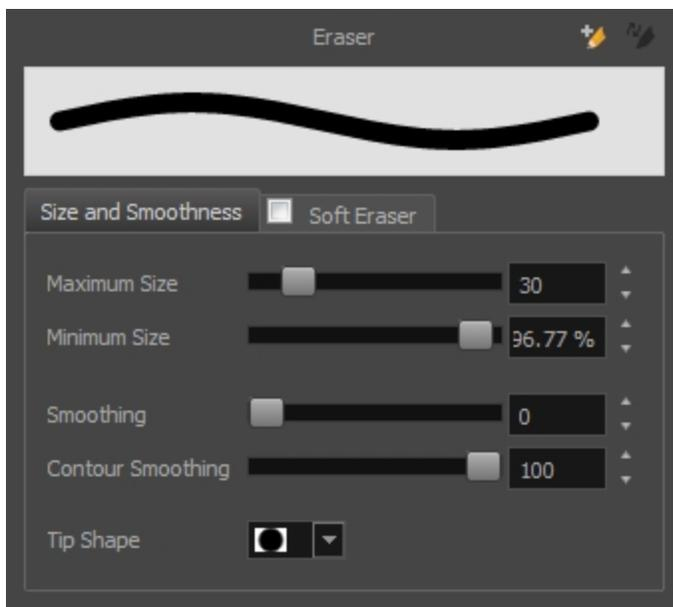 Eraser
Size and Smoothness Soft Eraser
Maximum Size 30
Minimum Size 96.77 %
Smoothing 0
Contour Smoothing 100
Tip Shape